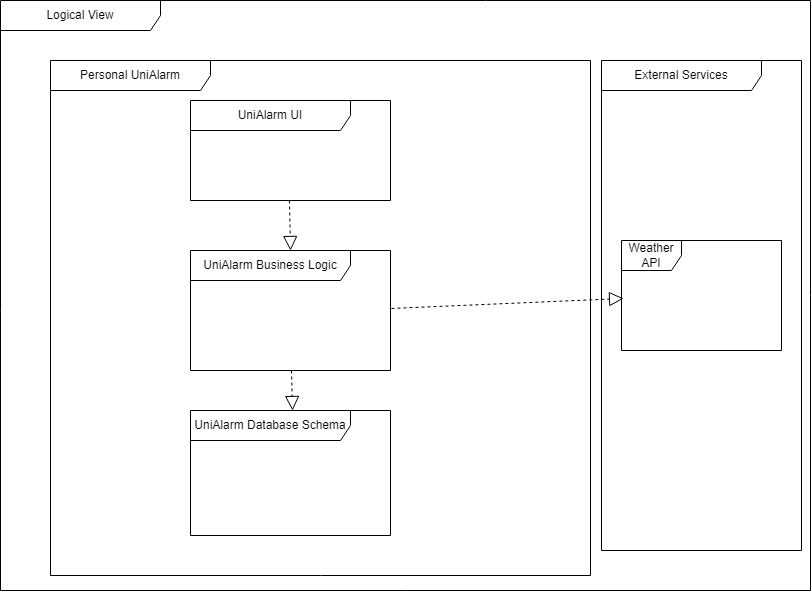 Logical View
Personal UniAlarm
External Services
UniAlarm UI
UniAlarm Business Logic
Weather
API
UniAlarm Database Schema